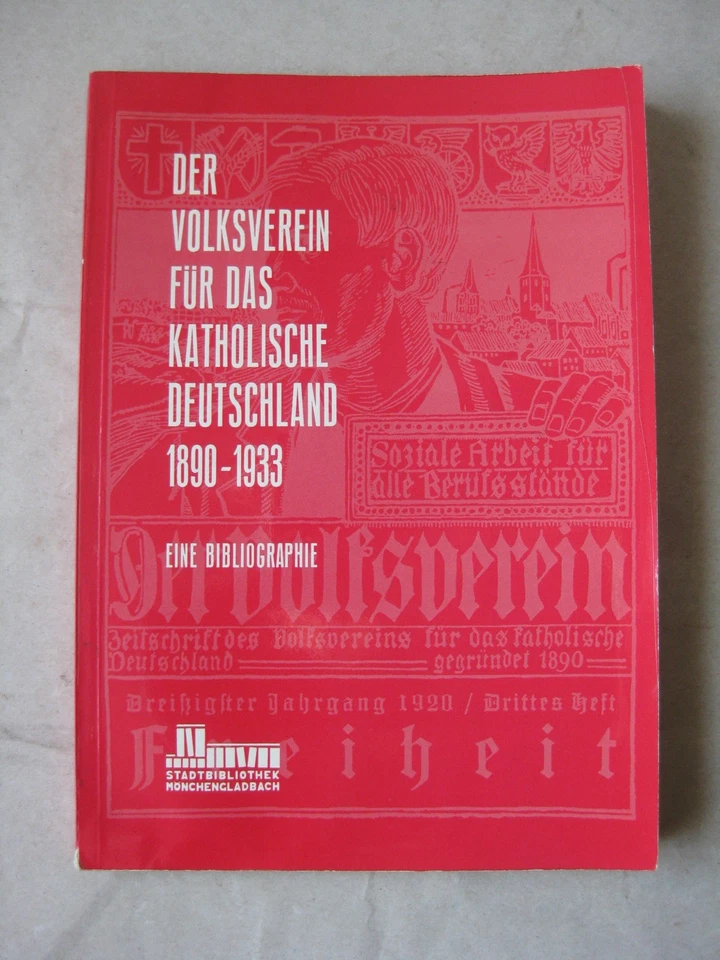 DER
VOLKSVEREIN
FÜR DAS
KATHOLISCHE
DEUTSCHLAND
1890-1933
EINE BIBLIOGRAPHIE
Soziale Arbeit für
alle Berufsstände
Der Volksverein
Zeitschrift des Volksvereins für das katholische
Deutschland gegründet 1890
Dreißigster Jahrgang 1920 / Drittes Heft
Freiheit
STADTBIBLIOTHEK
MÖNCHENGLADBACH